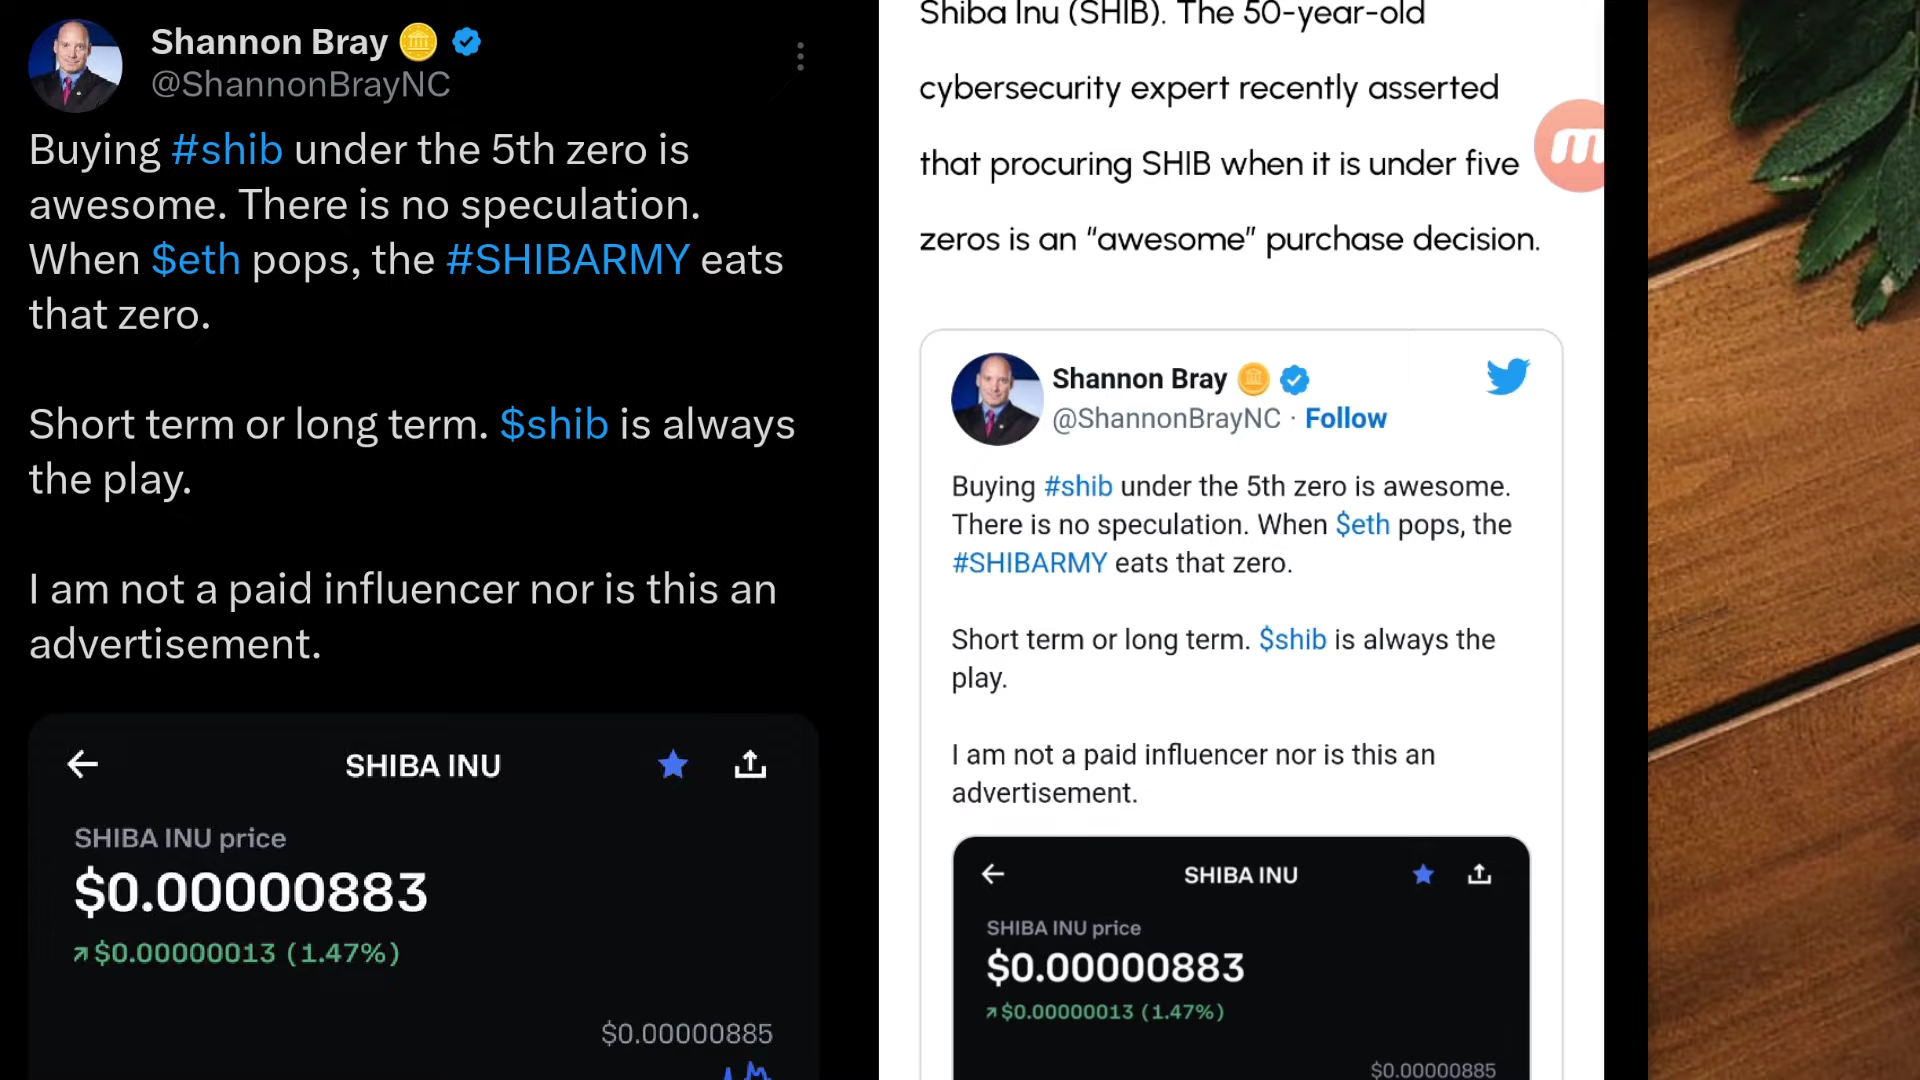 Shannon Bray
@ShannonBrayNC
Buying #shib under the 5th zero is
awesome. There is no speculation.
When $eth pops, the #SHIBARMY eats
that zero.
Short term or long term. $shib is always
the play.
I am not a paid influencer nor is this an
advertisement.
SHIBA INU
SHIBA INU price
$0.00000883
↗$0.00000013 (1.47%)
$0.00000885
Shiba Inu (SHIB). The 50-year-old
cybersecurity expert recently asserted
that procuring SHIB when it is under five
zeros is an “awesome” purchase decision.
m
Shannon Bray
@ShannonBrayNC · Follow
Buying #shib under the 5th zero is awesome.
There is no speculation. When $eth pops, the
#SHIBARMY eats that zero.
Short term or long term. $shib is always the
play.
I am not a paid influencer nor is this an
advertisement.
SHIBA INU
SHIBA INU price
$0.00000883
↗$0.00000013 (1.47%)
$0.00000885